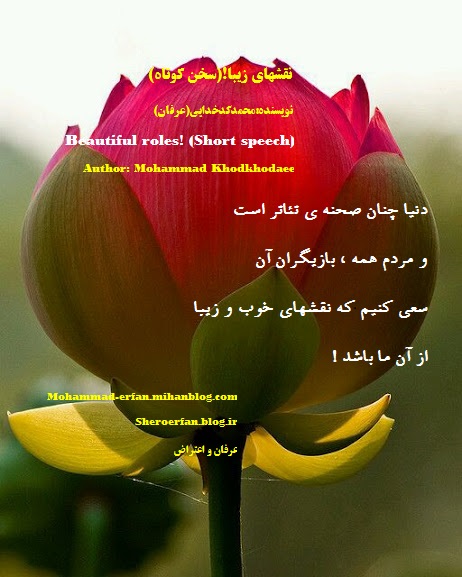 نقشهای زیبا!(سخن کوتاه)
نویسنده:محمدکدخدایی(عرفان)
Beautiful roles! (Short speech)
Author: Mohammad Khodkhodaee
دنیا چنان صحنه ی تئاتر است
و مردم همه ، بازیگران آن
سعی کنیم که نقشهای خوب و زیبا
از آن ما باشد !
Mohammad-erfan.mihanblog.com
Sheroerfan.blog.ir
عرفان و اعتراض